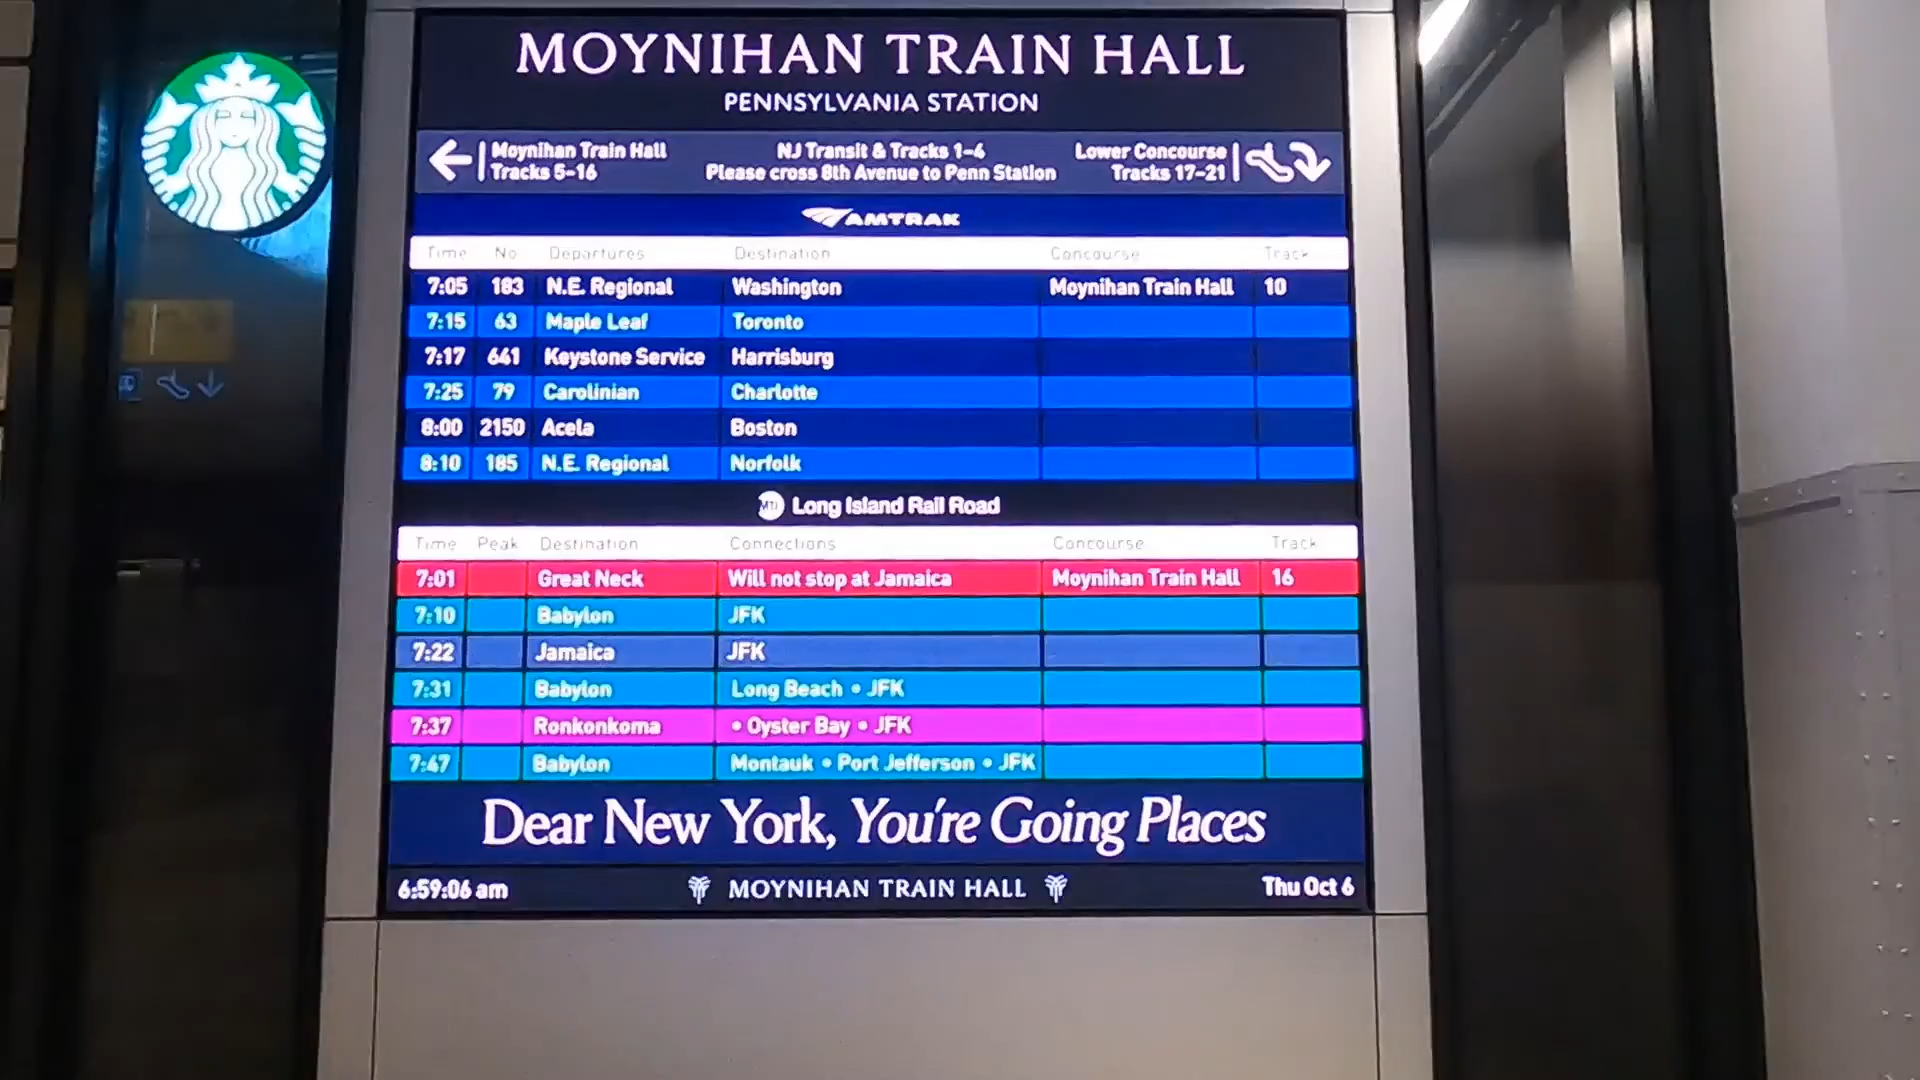 MOYNIHAN TRAIN HALL
PENNSYLVANIA STATION
Moynihan Train Hall
Tracks 5-16
NJ Transit & Tracks 1-4
Please cross 8th Avenue to Penn Station
Lower Concourse
Tracks 17-21
AMTRAK
Time No Departures Destination Concourse Track
7:05 183 N.E. Regional Washington Moynihan Train Hall 10
7:15 63 Maple Leaf Toronto
7:17 641 Keystone Service Harrisburg
7:25 79 Carolinian Charlotte
8:00 2150 Acela Boston
8:10 185 N.E. Regional Norfolk
MTA Long Island Rail Road
Time Peak Destination Connections Concourse Track
7:01 Great Neck Will not stop at Jamaica Moynihan Train Hall 16
7:10 Babylon JFK
7:22 Jamaica JFK
7:31 Babylon Long Beach • JFK
7:37 Ronkonkoma • Oyster Bay • JFK
7:47 Babylon Montauk • Port Jefferson • JFK
Dear New York, You're Going Places
6:59:06 am MOYNIHAN TRAIN HALL Thu Oct 6